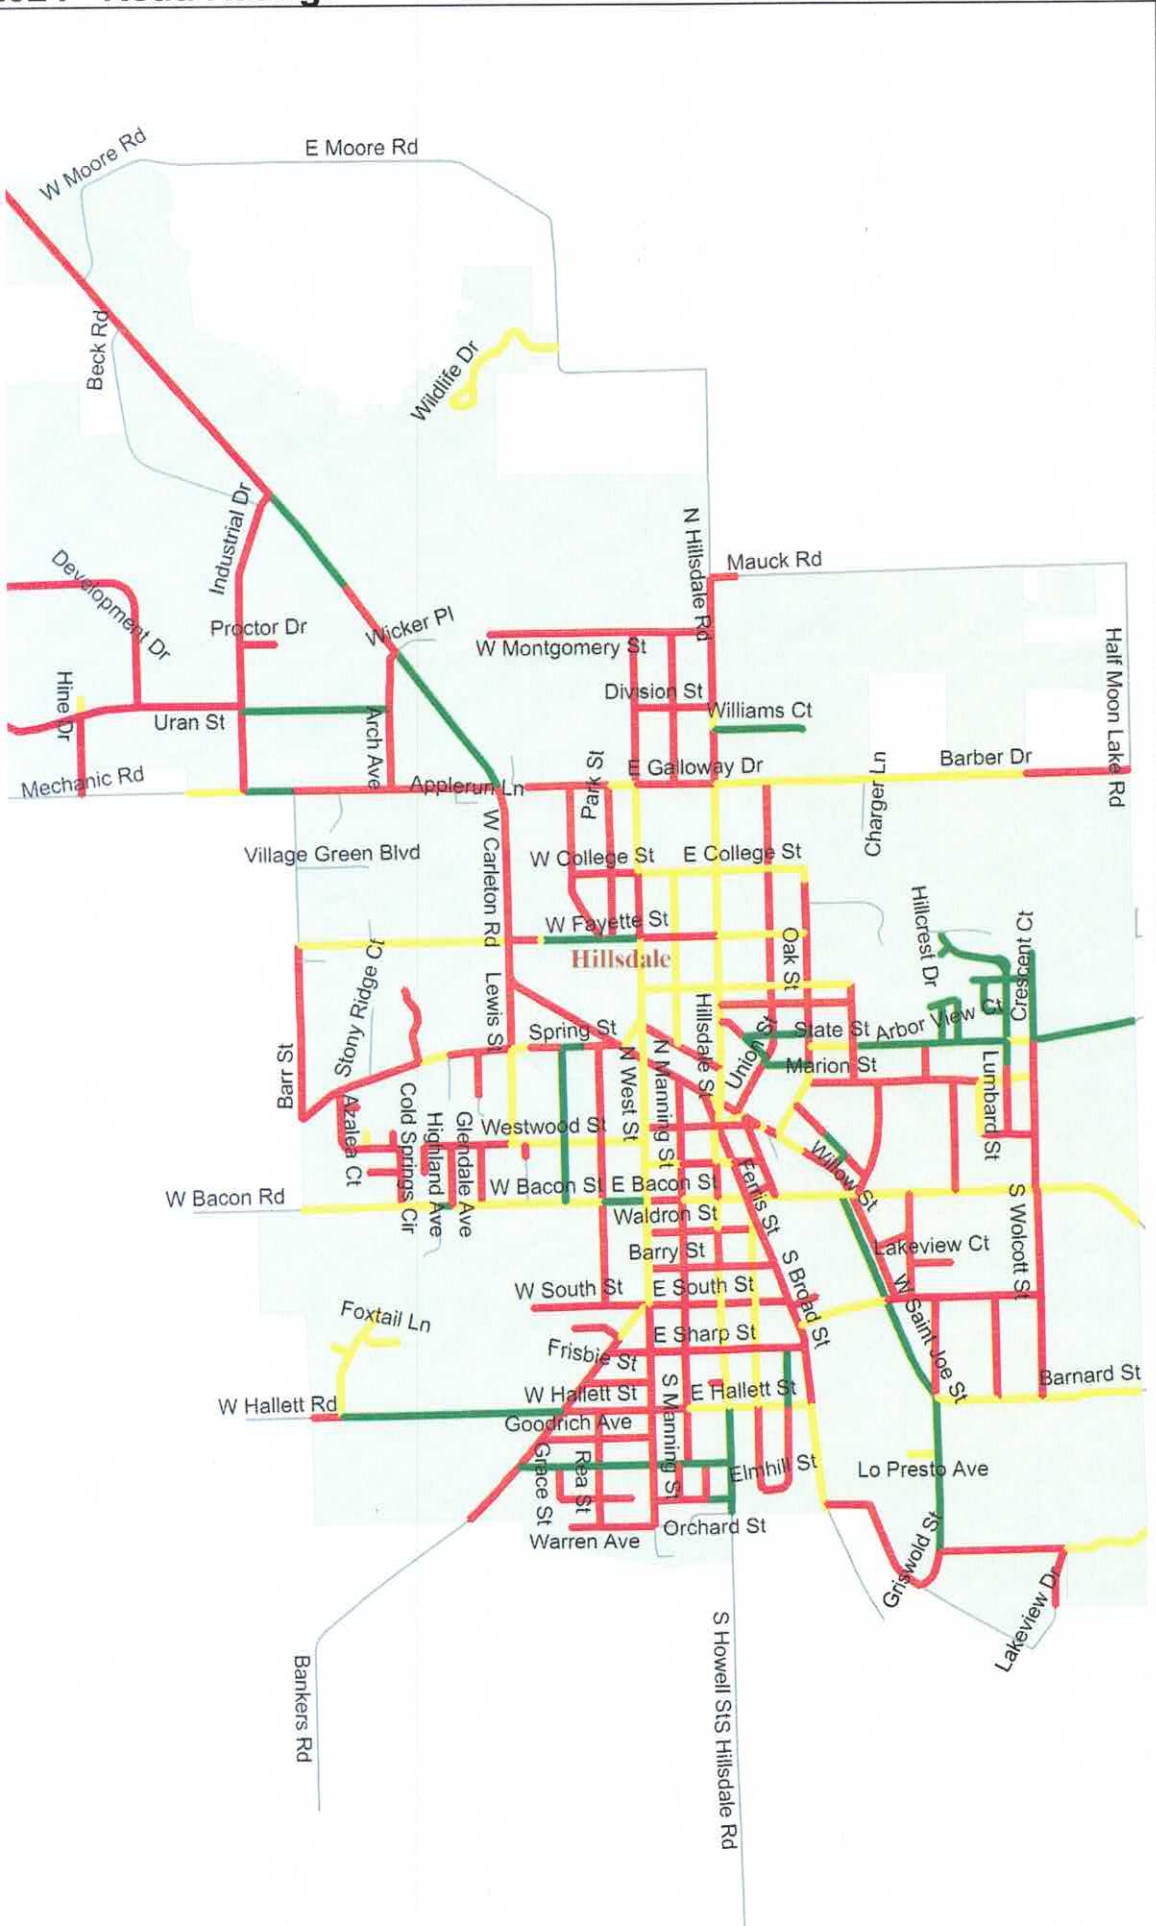 W Moore Rd
E Moore Rd
Beck Rd
Wildlife Dr
Industrial Dr
N Hillsdale Rd
Mauck Rd
Development Dr
Proctor Dr
Wicker Pl
W Montgomery St
Half Moon Lake Rd
Hine Dr
Uran St
Arch Ave
Division St
Williams Ct
Mechanic Rd
Applerun Ln
Park St
E Galloway Dr
Charger Ln
Barber Dr
Village Green Blvd
W Carleton Rd
W College St
E College St
W Fayette St
Hillsdale
Oak St
Hillcrest Dr
Crescent Ct
Stony Ridge Ct
Lewis St
Spring St
Hillsdale St
Union St
State St
Arbor View Ct
Marion St
Lumbard St
Barr St
Azalea Ct
Cold Springs Cir
Highland Ave
Glendale Ave
Westwood St
N West St
N Manning St
Willow St
W Bacon Rd
W Bacon St
E Bacon St
Ferris St
Waldron St
Barry St
Lakeview Ct
S Wolcott St
W South St
E South St
S Broad St
W Saint Joe St
Foxtail Ln
Frisbie St
E Sharp St
Barnard St
W Hallett Rd
W Hallett St
E Hallett St
S Manning St
Goodrich Ave
Grace St
Rea St
Elmhill St
Lo Presto Ave
Warren Ave
Orchard St
Griswold St
Lakeview Dr
Bankers Rd
S Howell St
S Hillsdale Rd